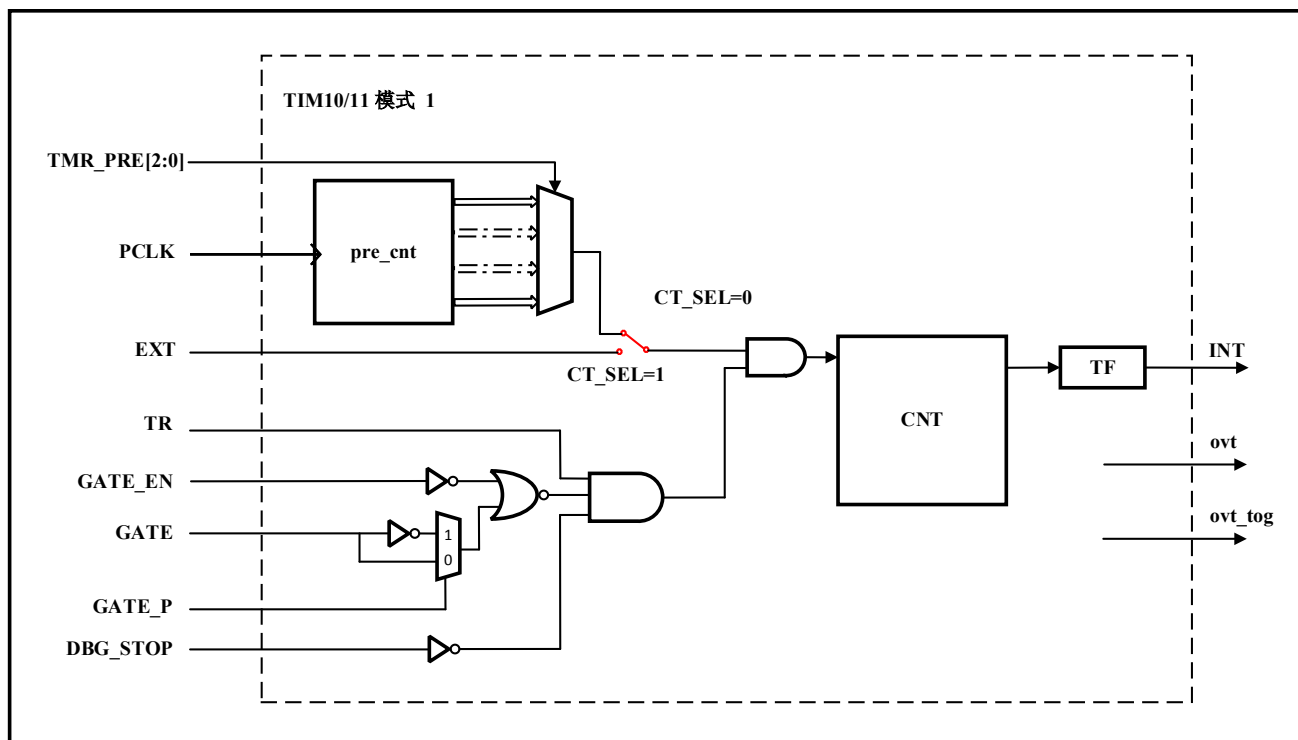 TIM10/11 模式 1
TMR_PRE[2:0]
PCLK
pre_cnt
CT_SEL=0
EXT
CT_SEL=1
CNT
TF
INT
TR
ovt
GATE_EN
GATE
1
0
ovt_tog
GATE_P
DBG_STOP